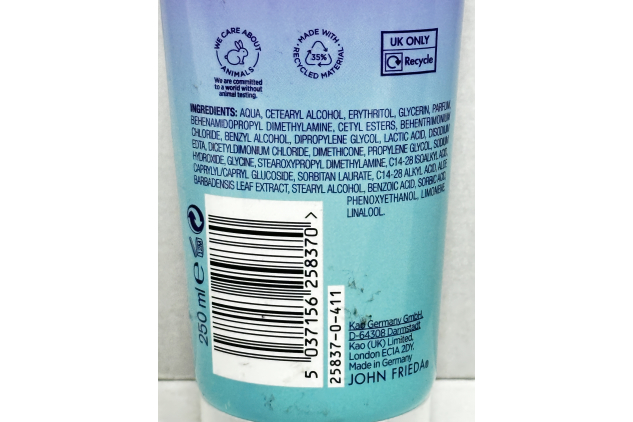 WE CARE ABOUT
ANIMALS
We are committed
to a world without
animal testing.
MADE WITH
RECYCLED MATERIAL
35%
UK ONLY
Recycle
INGREDIENTS: AQUA, CETEARYL ALCOHOL, ERYTHRITOL, GLYCERIN, PARFUM,
BEHENAMIDOPROPYL DIMETHYLAMINE, CETYL ESTERS, BEHENTRIMONIUM
CHLORIDE, BENZYL ALCOHOL, DIPROPYLENE GLYCOL, LACTIC ACID, DISODIUM
EDTA, DICETYLDIMONIUM CHLORIDE, DIMETHICONE, PROPYLENE GLYCOL, SODIUM
HYDROXIDE, GLYCINE, STEAROXYPROPYL DIMETHYLAMINE, C14-28 ISOALKYL ACID,
CAPRYLYL/CAPRYL GLUCOSIDE, SORBITAN LAURATE, C14-28 ALKYL ACID, ALOE
BARBADENSIS LEAF EXTRACT, STEARYL ALCOHOL, BENZOIC ACID, SORBIC ACID,
PHENOXYETHANOL, LIMONENE,
LINALOOL.
250 ml e
5 037156 258370 >
25837-0-411
Kao Germany GmbH,
D-64308 Darmstadt
Kao (UK) Limited,
London EC1A 2DY,
Made in Germany
JOHN FRIEDA®